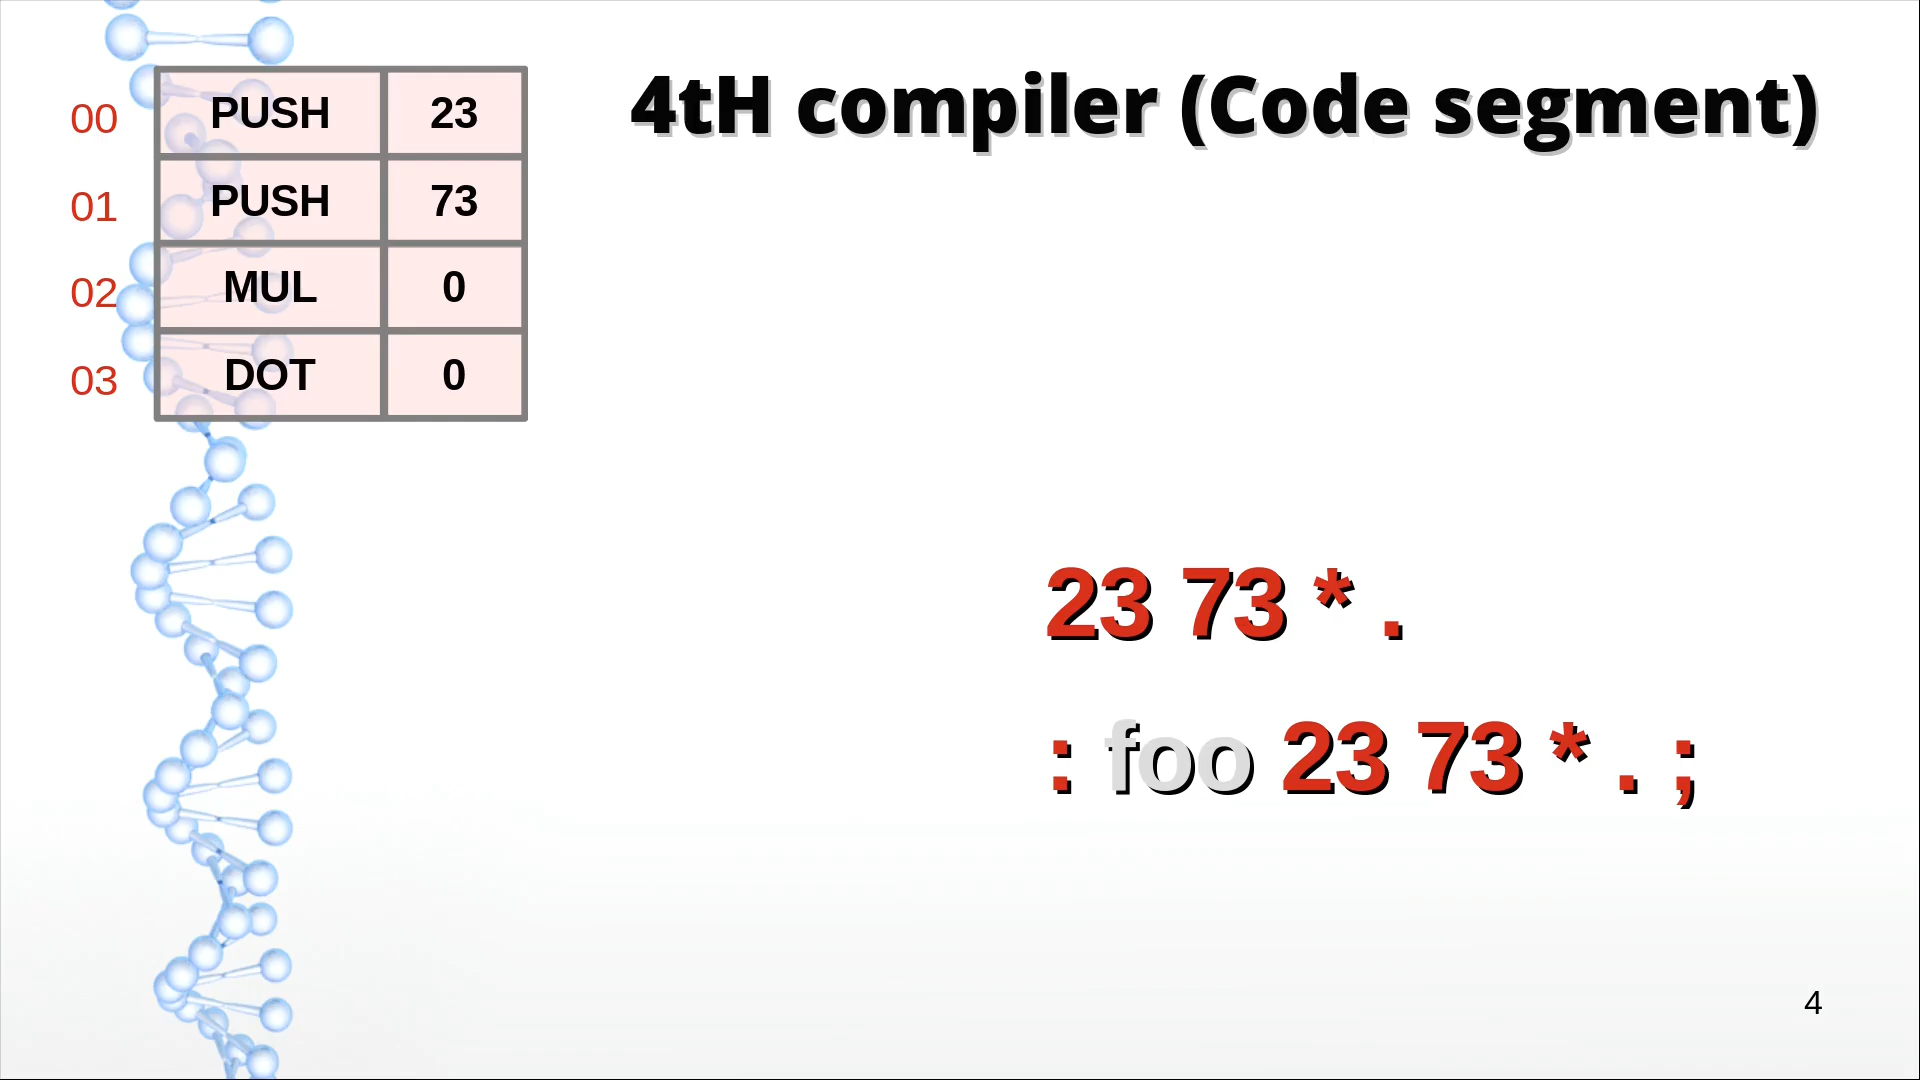 4tH compiler (Code segment)
00 PUSH 23
01 PUSH 73
02 MUL 0
03 DOT 0
23 73 * .
: foo 23 73 * . ;
4